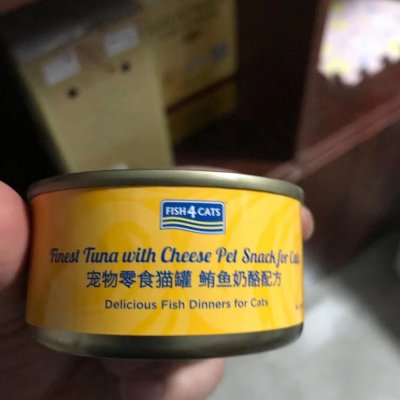 FISH4CATS
Finest Tuna with Cheese Pet Snack for Cats
宠物零食猫罐 鲔鱼奶酪配方
Delicious Fish Dinners for Cats